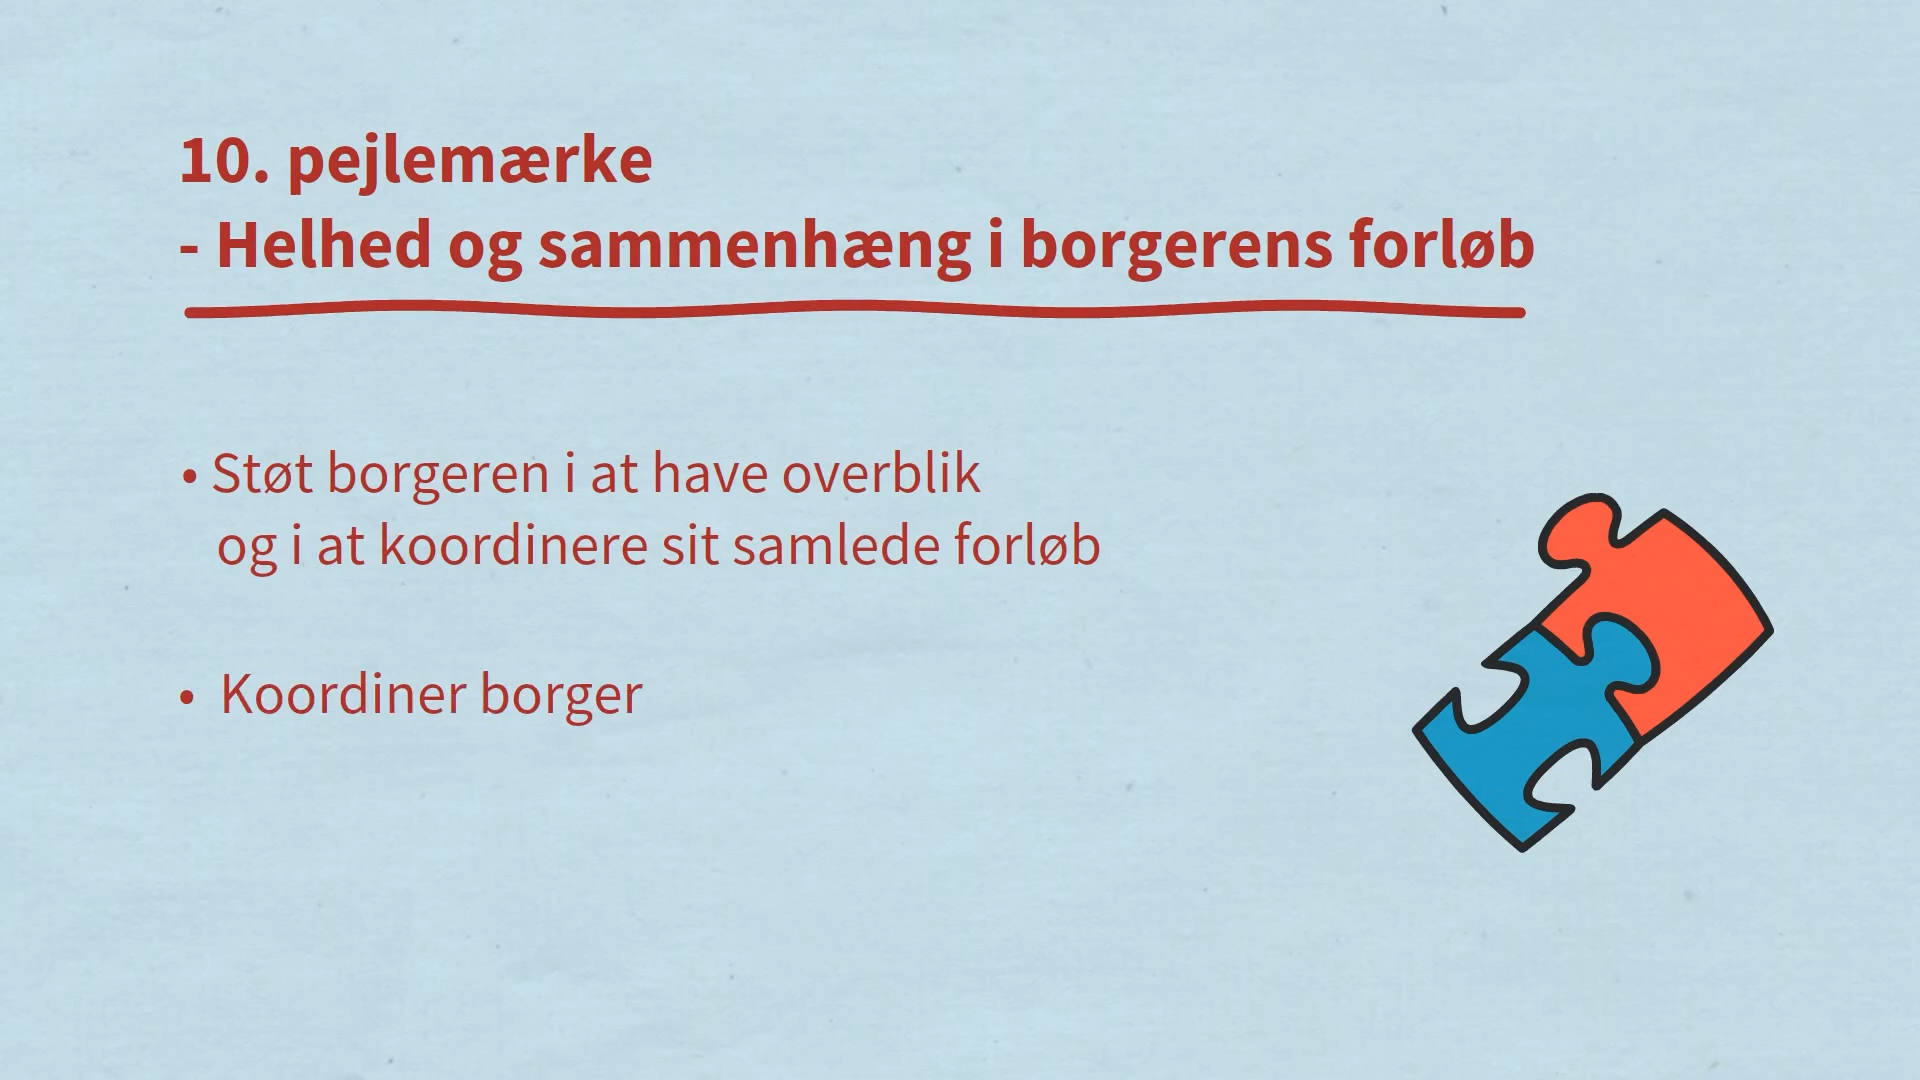 10. pejlemærke
- Helhed og sammenhæng i borgerens forløb
• Støt borgeren i at have overblik
og i at koordinere sit samlede forløb
• Koordiner borger